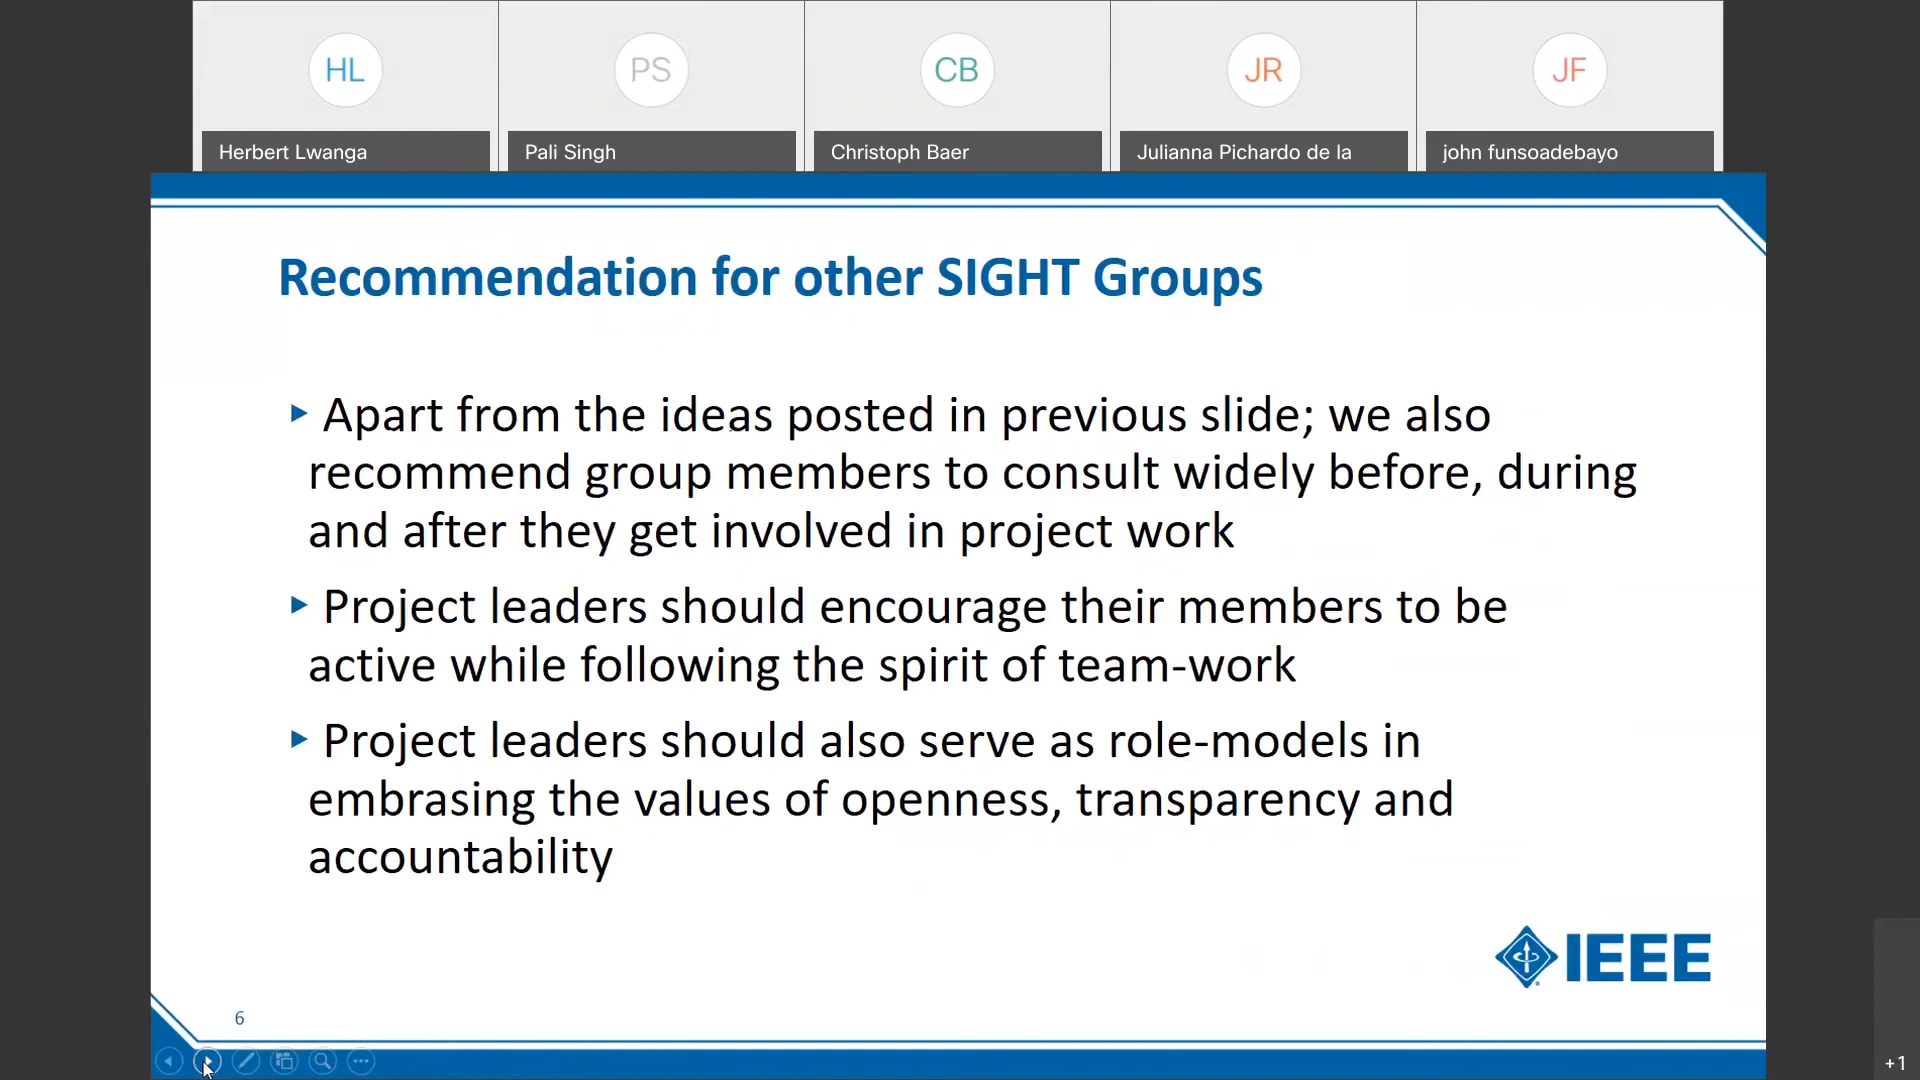 HL
PS
CB
JR
JF
Herbert Lwanga
Pali Singh
Christoph Baer
Julianna Pichardo de la
john funsoadebayo
Recommendation for other SIGHT Groups
Apart from the ideas posted in previous slide; we also
recommend group members to consult widely before, during
and after they get involved in project work
Project leaders should encourage their members to be
active while following the spirit of team-work
Project leaders should also serve as role-models in
embrasing the values of openness, transparency and
accountability
IEEE
6
+1